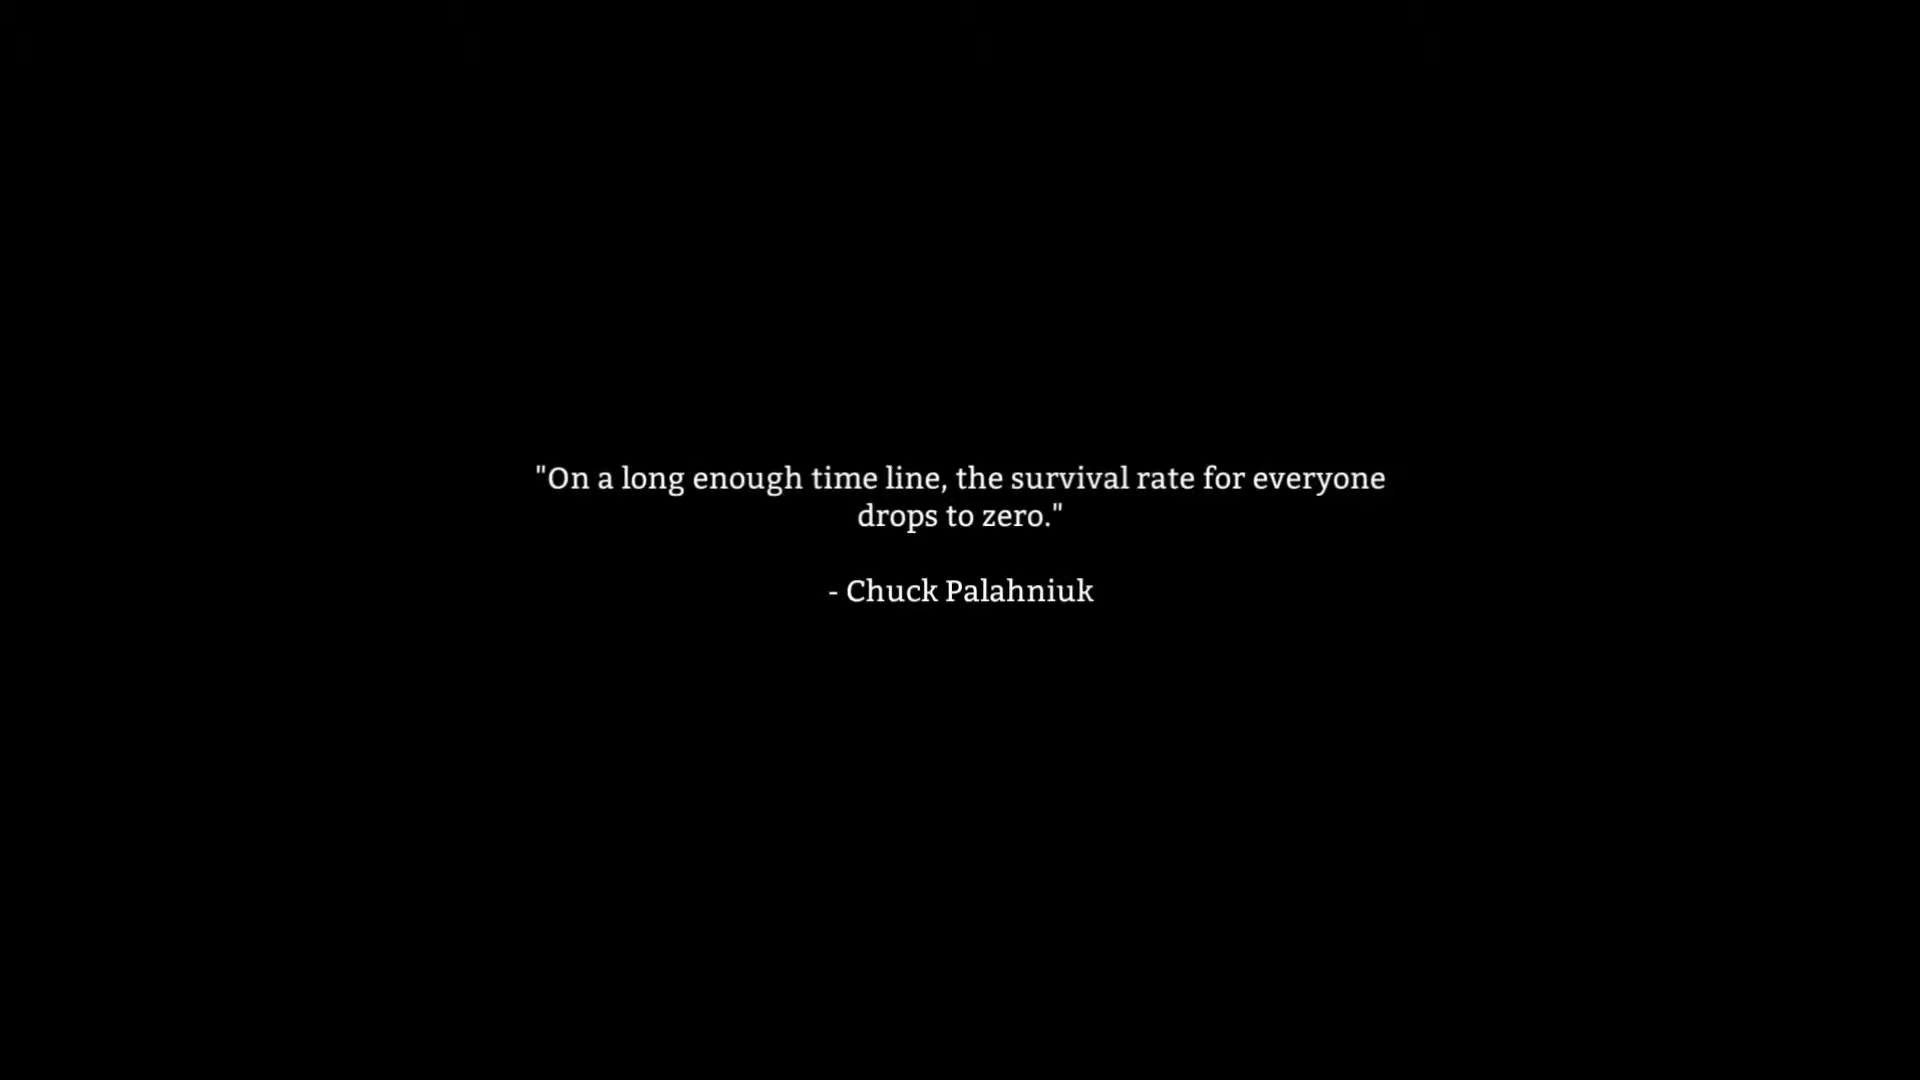 "On a long enough time line, the survival rate for everyone
drops to zero."
- Chuck Palahniuk